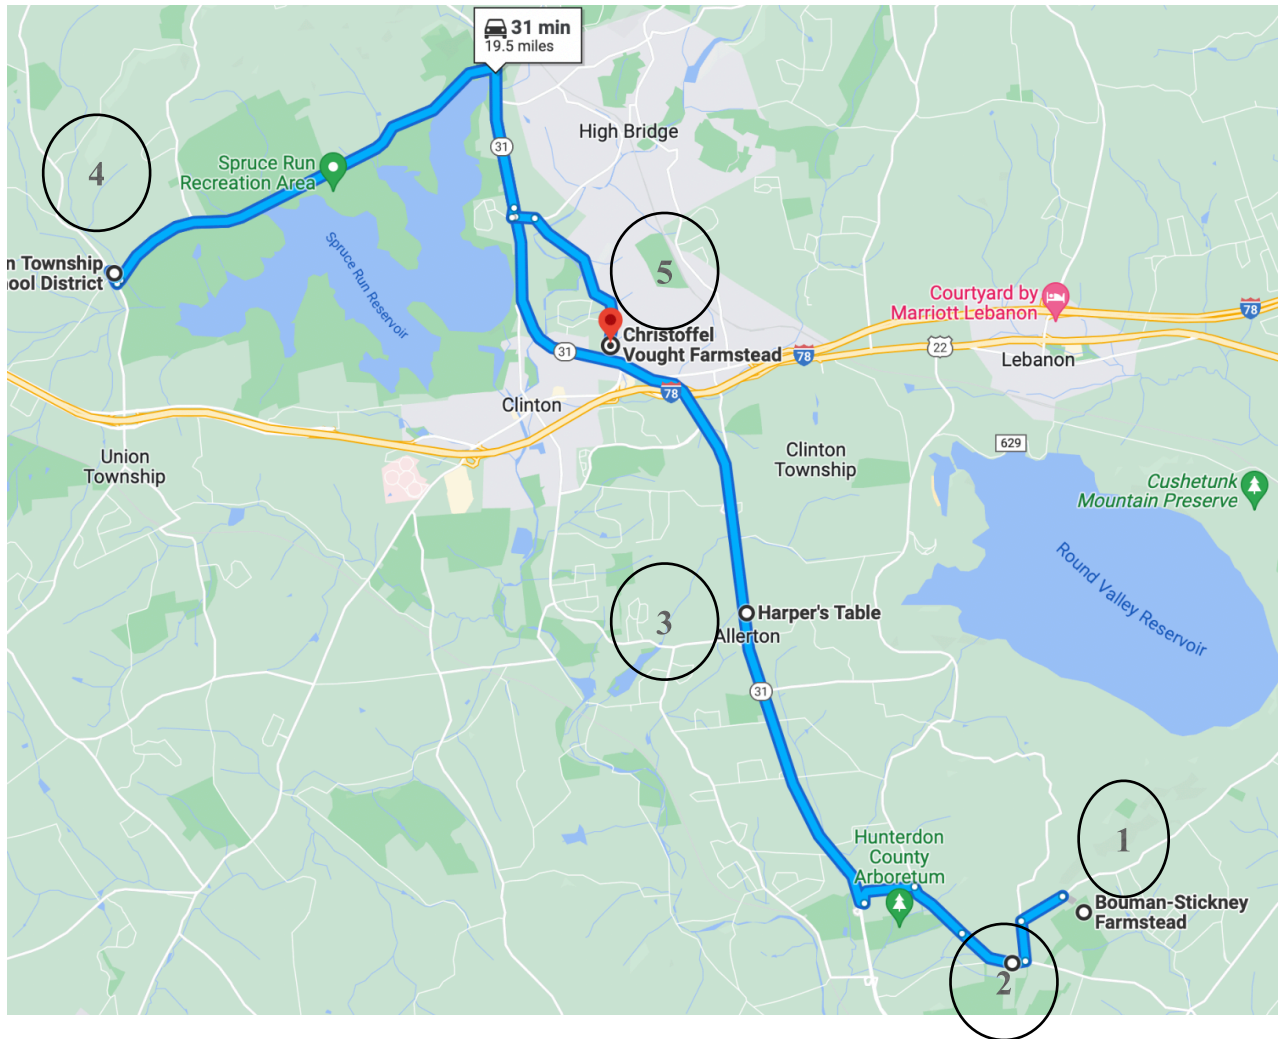 31 min
19.5 miles
High Bridge
31
4
Spruce Run
Recreation Area
Spruce Run Reservoir
n Township
ool District
5
Courtyard by
Marriott Lebanon
78
Christoffel
Vought Farmstead
31
78
22
Lebanon
78
Clinton
629
Union
Township
Clinton
Township
Cushetunk
Mountain Preserve
Round Valley Reservoir
3
Harper's Table
Allerton
31
Hunterdon
County
Arboretum
1
Bouman-Stickney
Farmstead
2